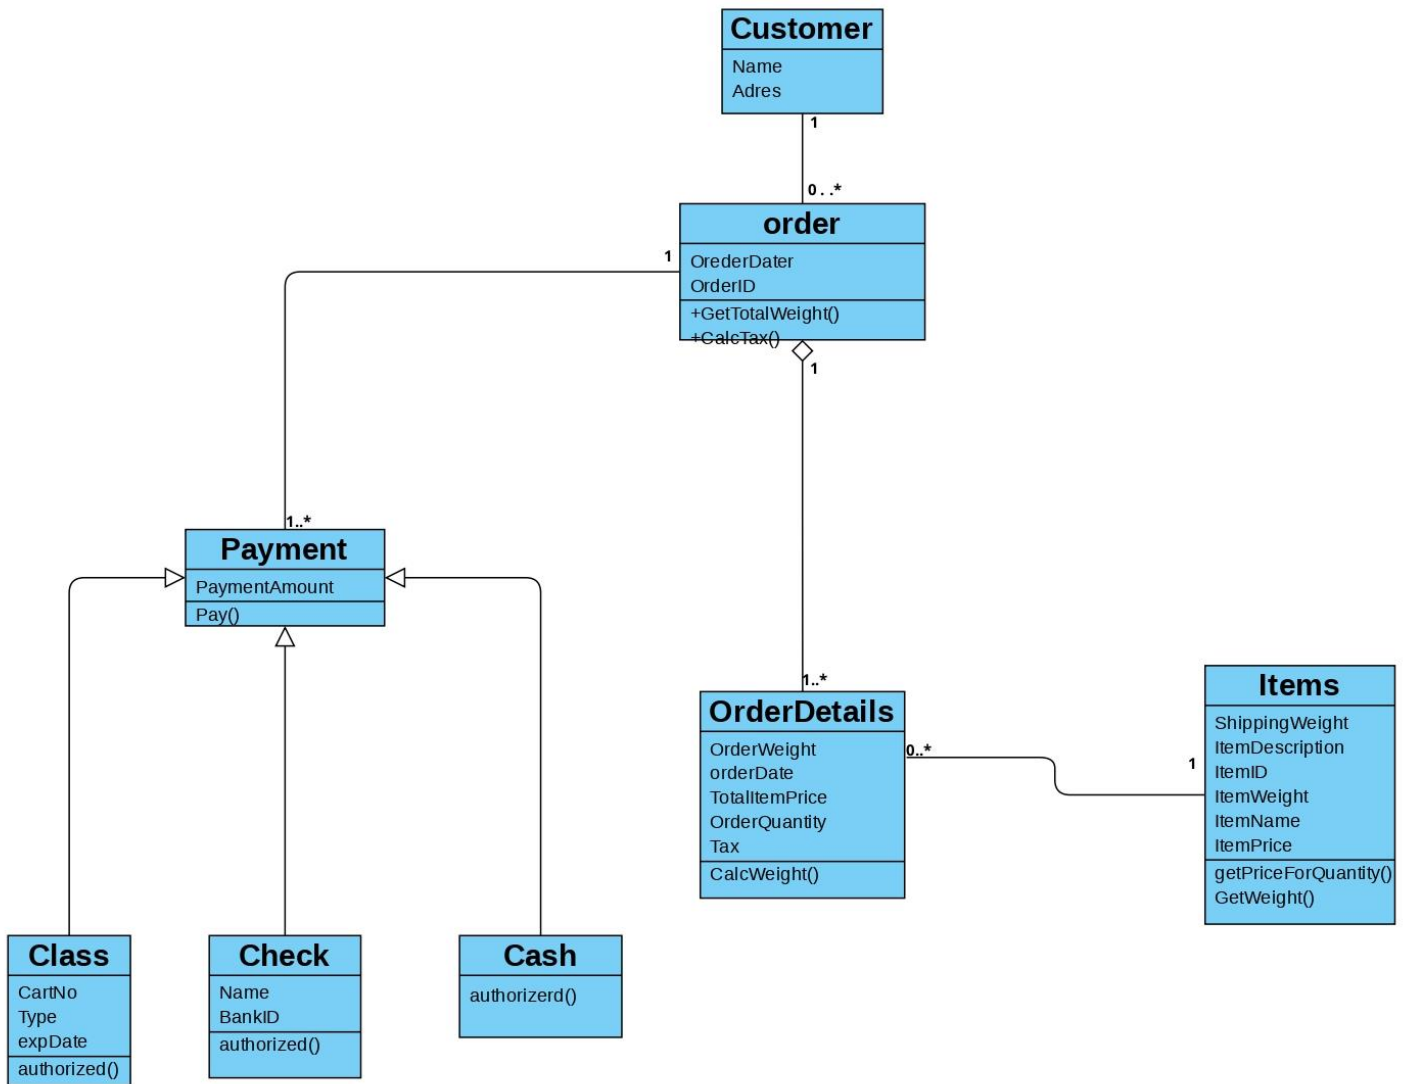 Customer
Name
Adres
1
0 . .*
order
OrederDater
OrderID
+GetTotalWeight()
+CalcTax()
1
1
1..*
Payment
PaymentAmount
Pay()
1..*
OrderDetails
OrderWeight
orderDate
TotalItemPrice
OrderQuantity
Tax
CalcWeight()
0..*
1
Items
ShippingWeight
ItemDescription
ItemID
ItemWeight
ItemName
ItemPrice
getPriceForQuantity()
GetWeight()
Class
CartNo
Type
expDate
authorized()
Check
Name
BankID
authorized()
Cash
authorizerd()